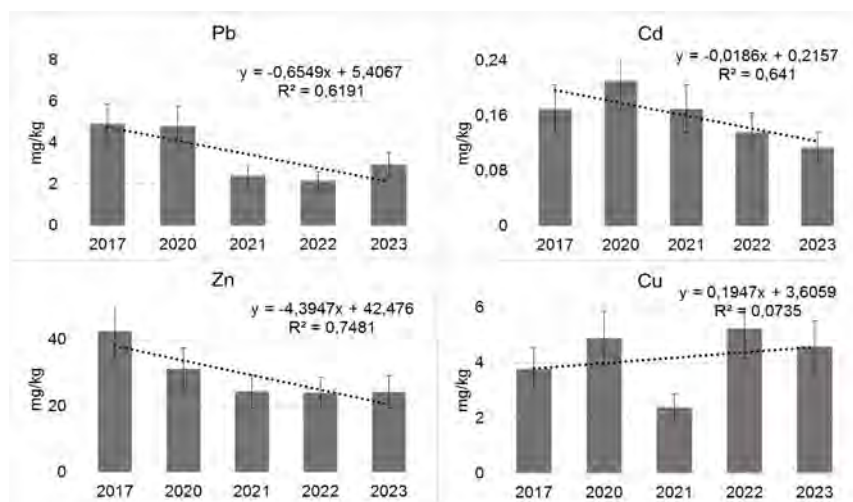 Pb
y = -0,6549x + 5,4067
R² = 0,6191
mg/kg
8
6
4
2
0
2017 2020 2021 2022 2023
Cd
y = -0,0186x + 0,2157
R² = 0,641
mg/kg
0,24
0,16
0,08
0
2017 2020 2021 2022 2023
Zn
y = -4,3947x + 42,476
R² = 0,7481
mg/kg
40
20
0
2017 2020 2021 2022 2023
Cu
y = 0,1947x + 3,6059
R² = 0,0735
mg/kg
6
4
2
0
2017 2020 2021 2022 2023